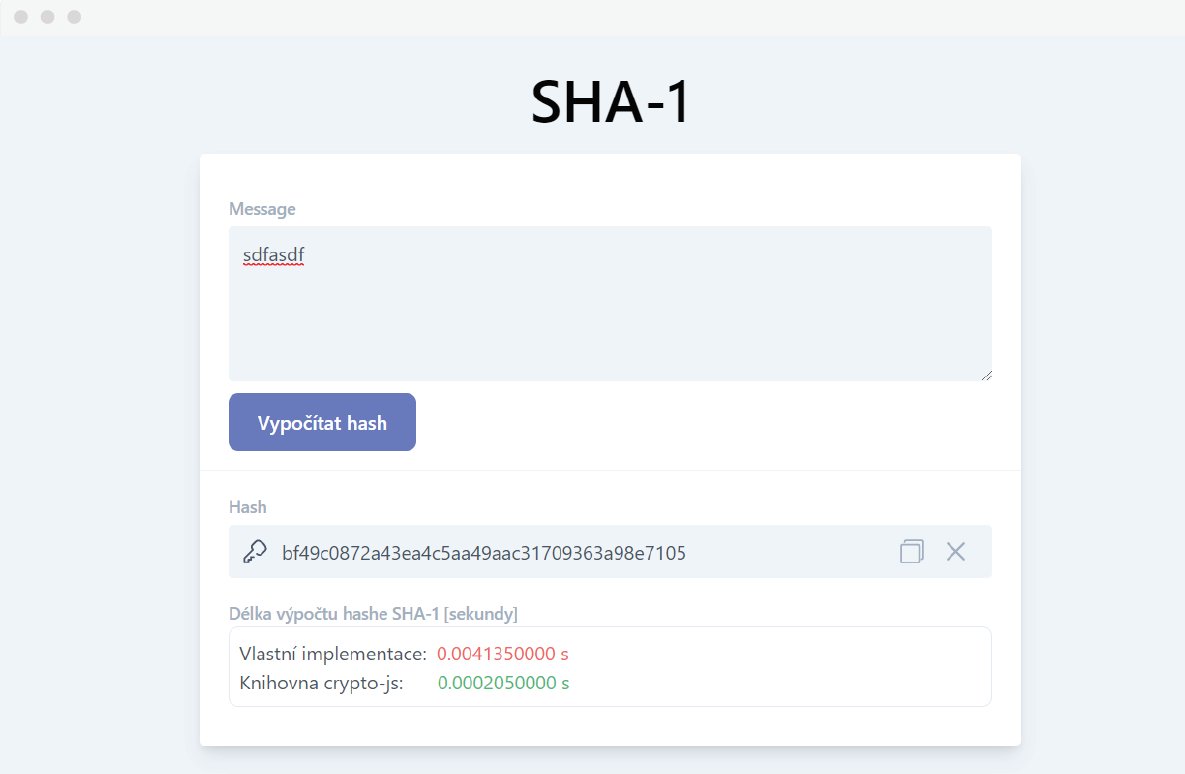 SHA-1
Message
sdfasdf
Vypočítat hash
Hash
bf49c0872a43ea4c5aa49aac31709363a98e7105
Délka výpočtu hashe SHA-1 [sekundy]
Vlastní implementace: 0.0041350000 s
Knihovna crypto-js: 0.0002050000 s